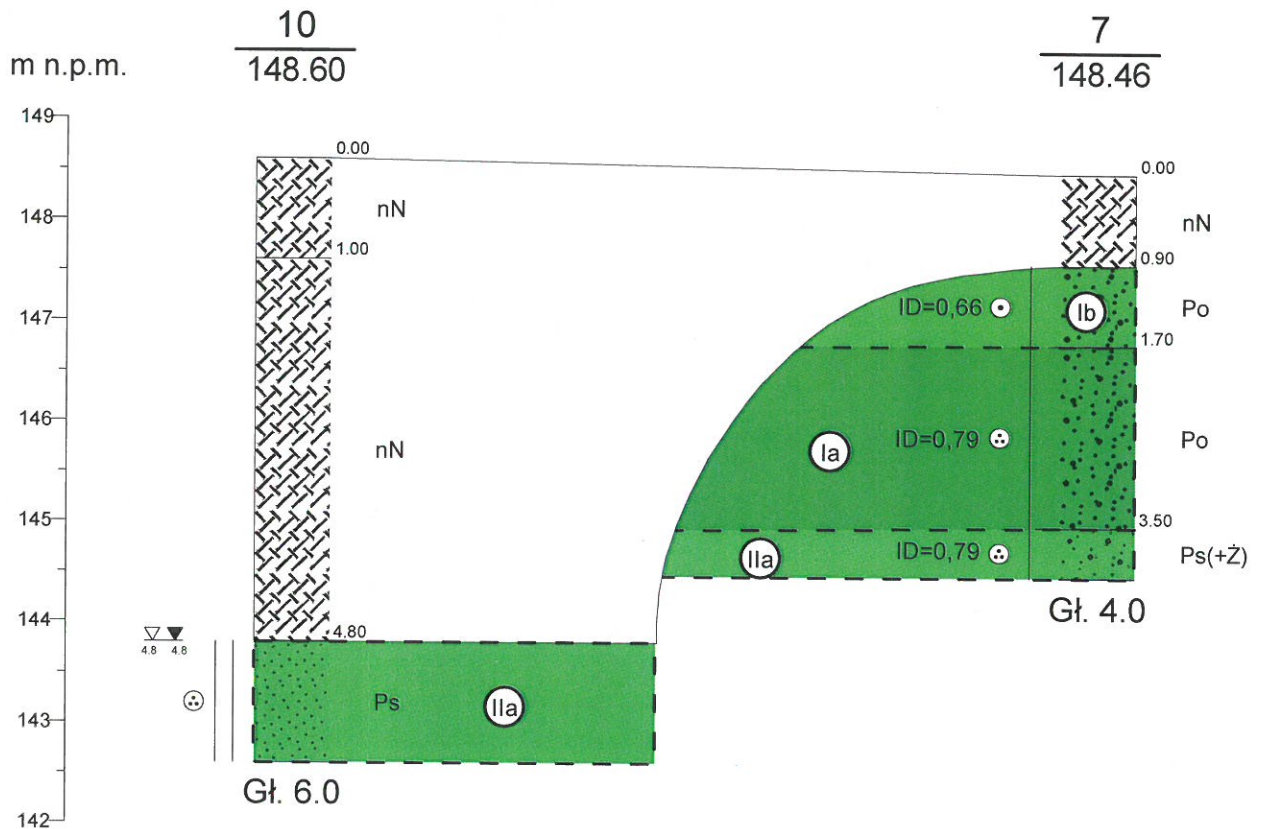 10
148.60
7
148.46
m n.p.m.
149
148
147
146
145
144
143
142
0.00
nN
1.00
nN
4.80
4.8 4.8
Ps
IIa
Gł. 6.0
0.00
nN
0.90
ID=0,66
Ib
Po
1.70
Ia
ID=0,79
Po
3.50
IIa
ID=0,79
Ps(+Ż)
Gł. 4.0